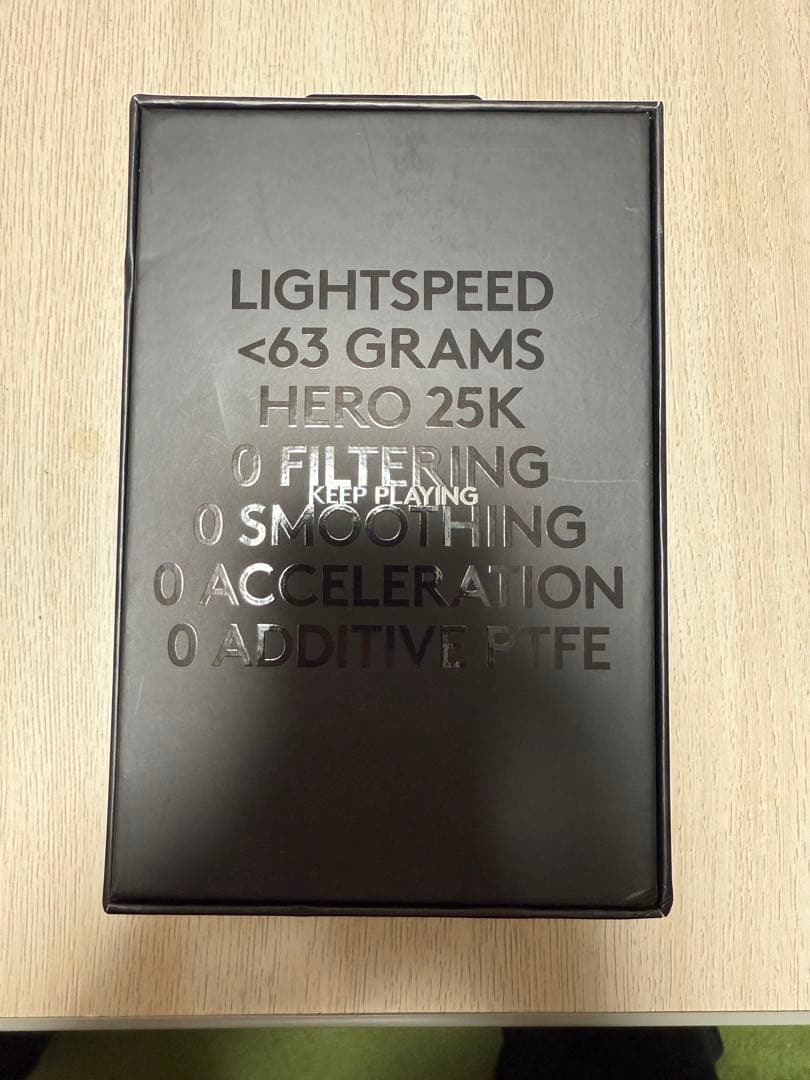 LIGHTSPEED
<63 GRAMS
HERO 25K
0 FILTERING
KEEP PLAYING
0 SMOOTHING
0 ACCELERATION
0 ADDITIVE PTFE